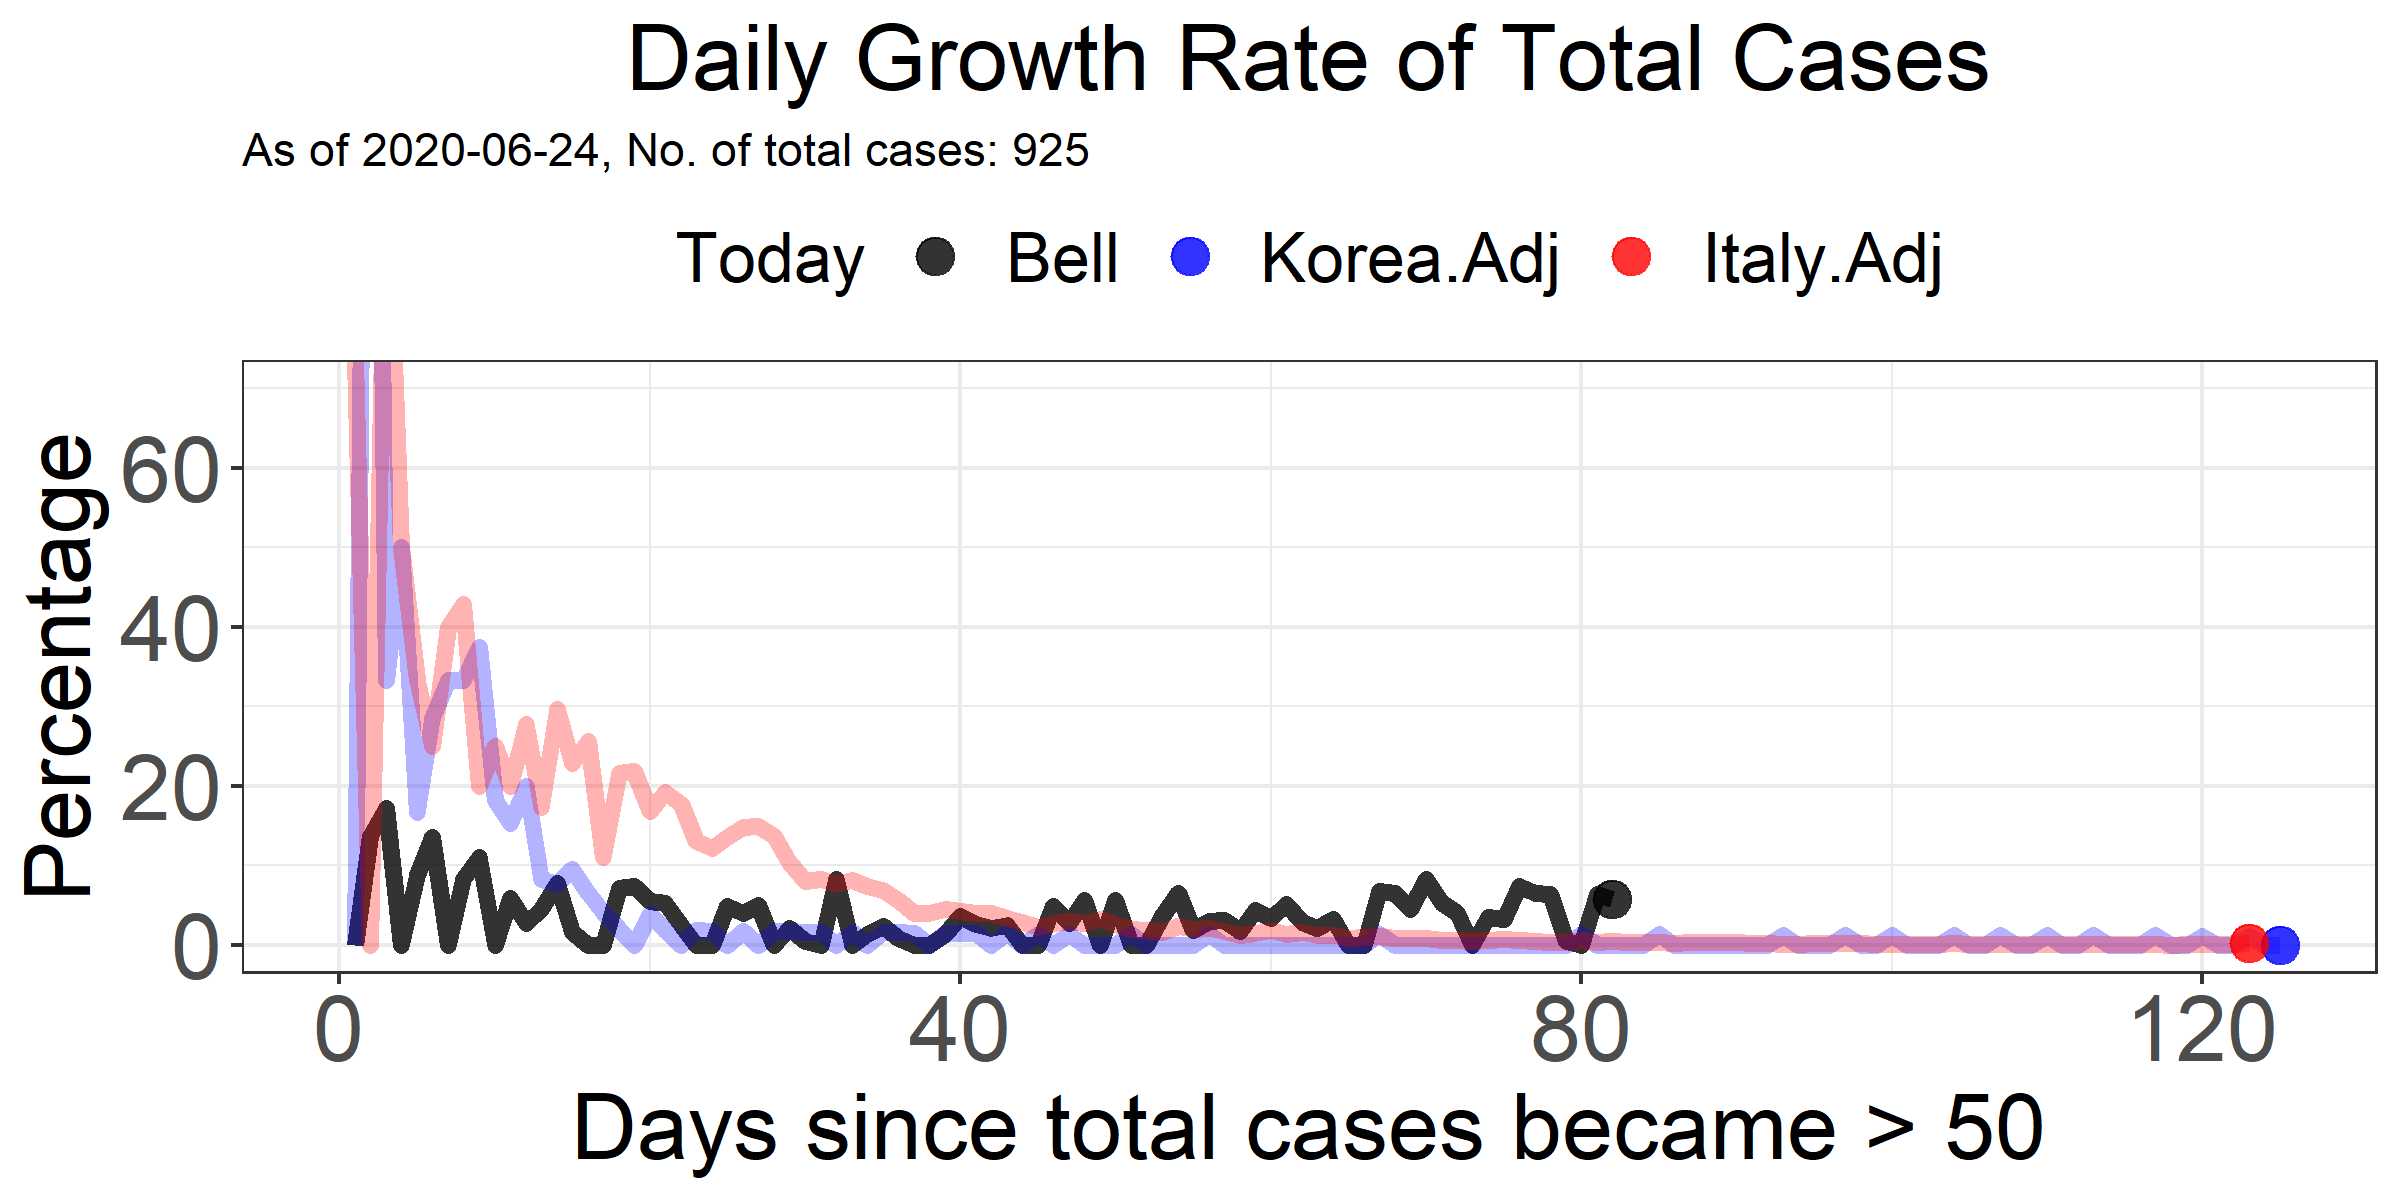 Daily Growth Rate of Total Cases
As of 2020-06-24, No. of total cases: 925
Today Bell Korea.Adj Italy.Adj
Percentage
60
40
20
0
0 40 80 120
Days since total cases became > 50